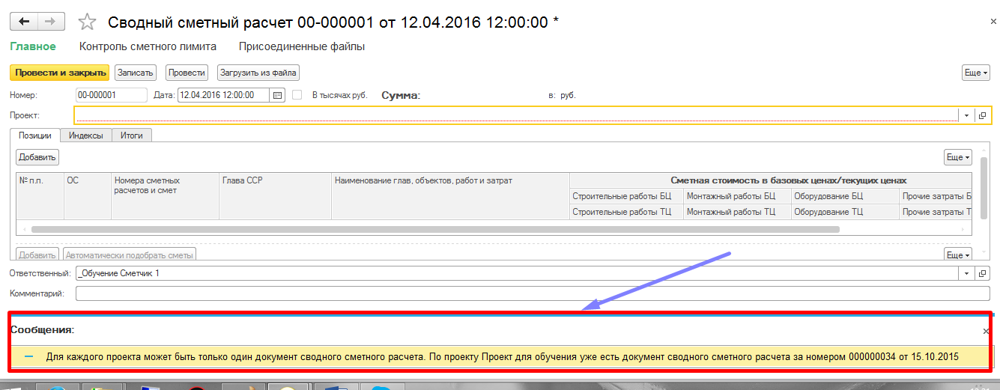 Сводный сметный расчет 00-000001 от 12.04.2016 12:00:00 *
Главное Контроль сметного лимита Присоединенные файлы
Провести и закрыть Записать Провести Загрузить из файла Еще
Номер: 00-000001 Дата: 12.04.2016 12:00:00 В тысячах руб. Сумма: в: руб.
Проект:
Позиции Индексы Итоги
Добавить Еще
№ п.п. ОС Номера сметных Глава ССР Наименование глав, объектов, работ и затрат Сметная стоимость в базовых ценах/текущих ценах
расчетов и смет
Строительные работы БЦ Монтажный работы БЦ Оборудование БЦ Прочие затраты Б
Строительные работы ТЦ Монтажный работы ТЦ Оборудование ТЦ Прочие затраты Т
Добавить Автоматически подобрать сметы Еще
Ответственный: _Обучение Сметчик 1
Комментарий:
Сообщения:
Для каждого проекта может быть только один документ сводного сметного расчета. По проекту Проект для обучения уже есть документ сводного сметного расчета за номером 000000034 от 15.10.2015